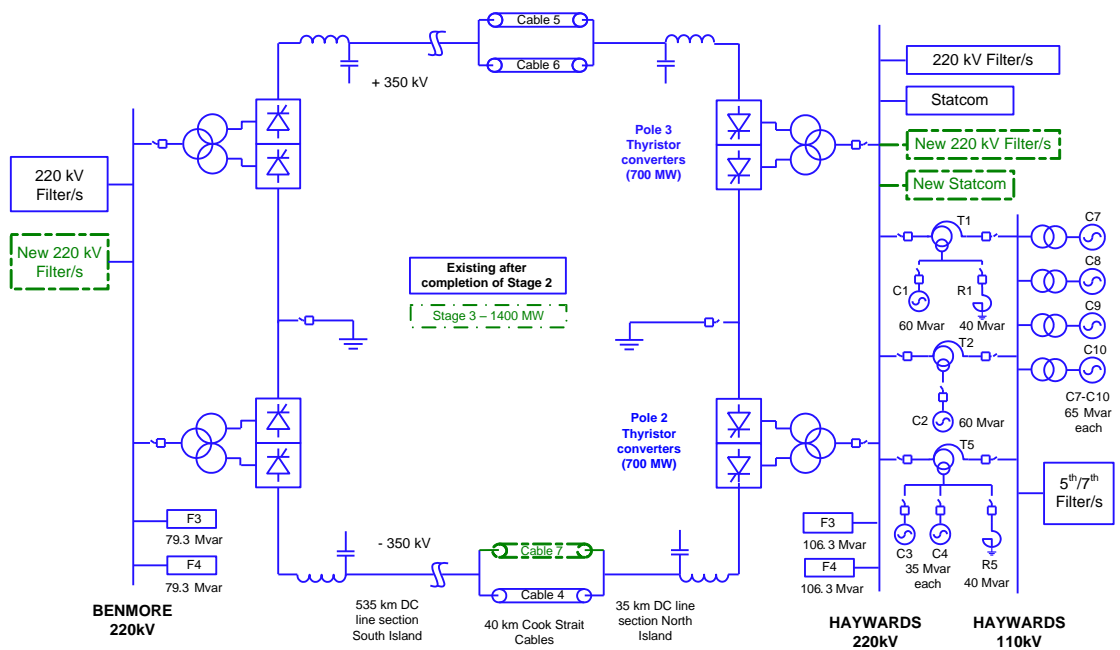 Cable 5
Cable 6
+ 350 kV
220 kV Filter/s
Statcom
New 220 kV Filter/s
New Statcom
Pole 3
Thyristor
converters
(700 MW)
220 kV
Filter/s
New 220 kV
Filter/s
Existing after
completion of Stage 2
Stage 3 – 1400 MW
T1
C7
C8
C9
C10
C1
R1
60 Mvar
40 Mvar
T2
C7-C10
65 Mvar
each
C2
60 Mvar
Pole 2
Thyristor
converters
(700 MW)
T5
5th/7th
Filter/s
F3
79.3 Mvar
F4
79.3 Mvar
- 350 kV
Cable 7
Cable 4
F3
106.3 Mvar
F4
106.3 Mvar
C3
C4
35 Mvar
each
R5
40 Mvar
BENMORE
220kV
535 km DC
line section
South Island
40 km Cook Strait
Cables
35 km DC line
section North
Island
HAYWARDS
220kV
HAYWARDS
110kV